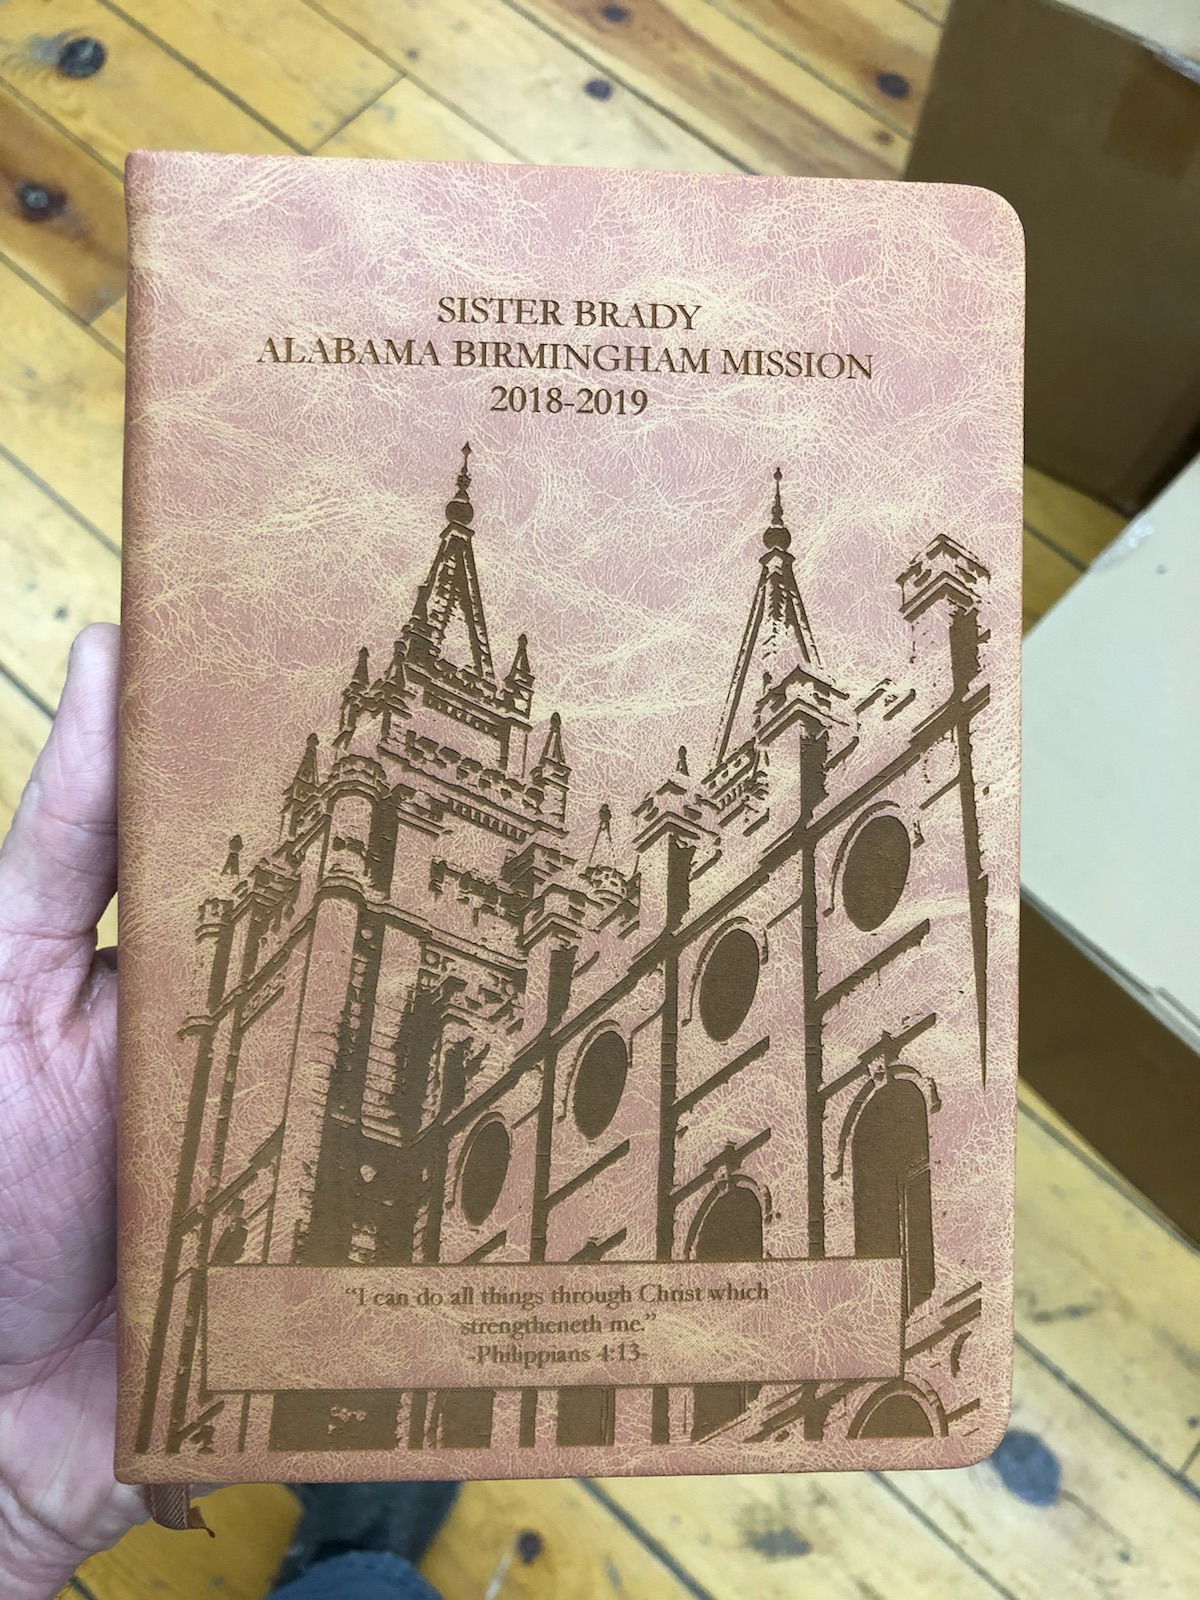 SISTER BRADY
ALABAMA BIRMINGHAM MISSION
2018-2019
“I can do all things through Christ which
strengtheneth me.”
-Philippians 4:13-